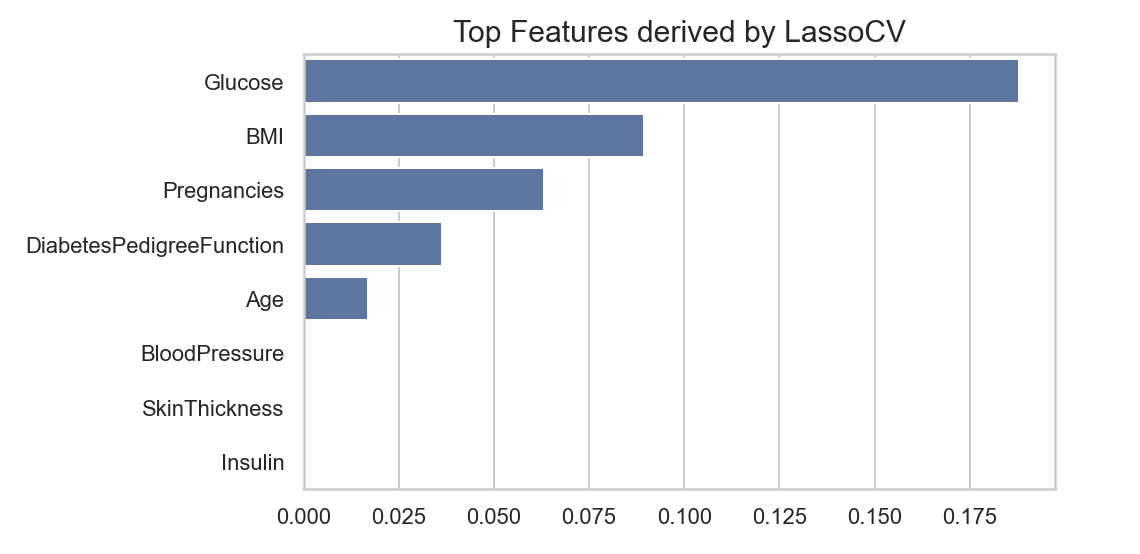 Top Features derived by LassoCV
Glucose
BMI
Pregnancies
DiabetesPedigreeFunction
Age
BloodPressure
SkinThickness
Insulin
0.000 0.025 0.050 0.075 0.100 0.125 0.150 0.175